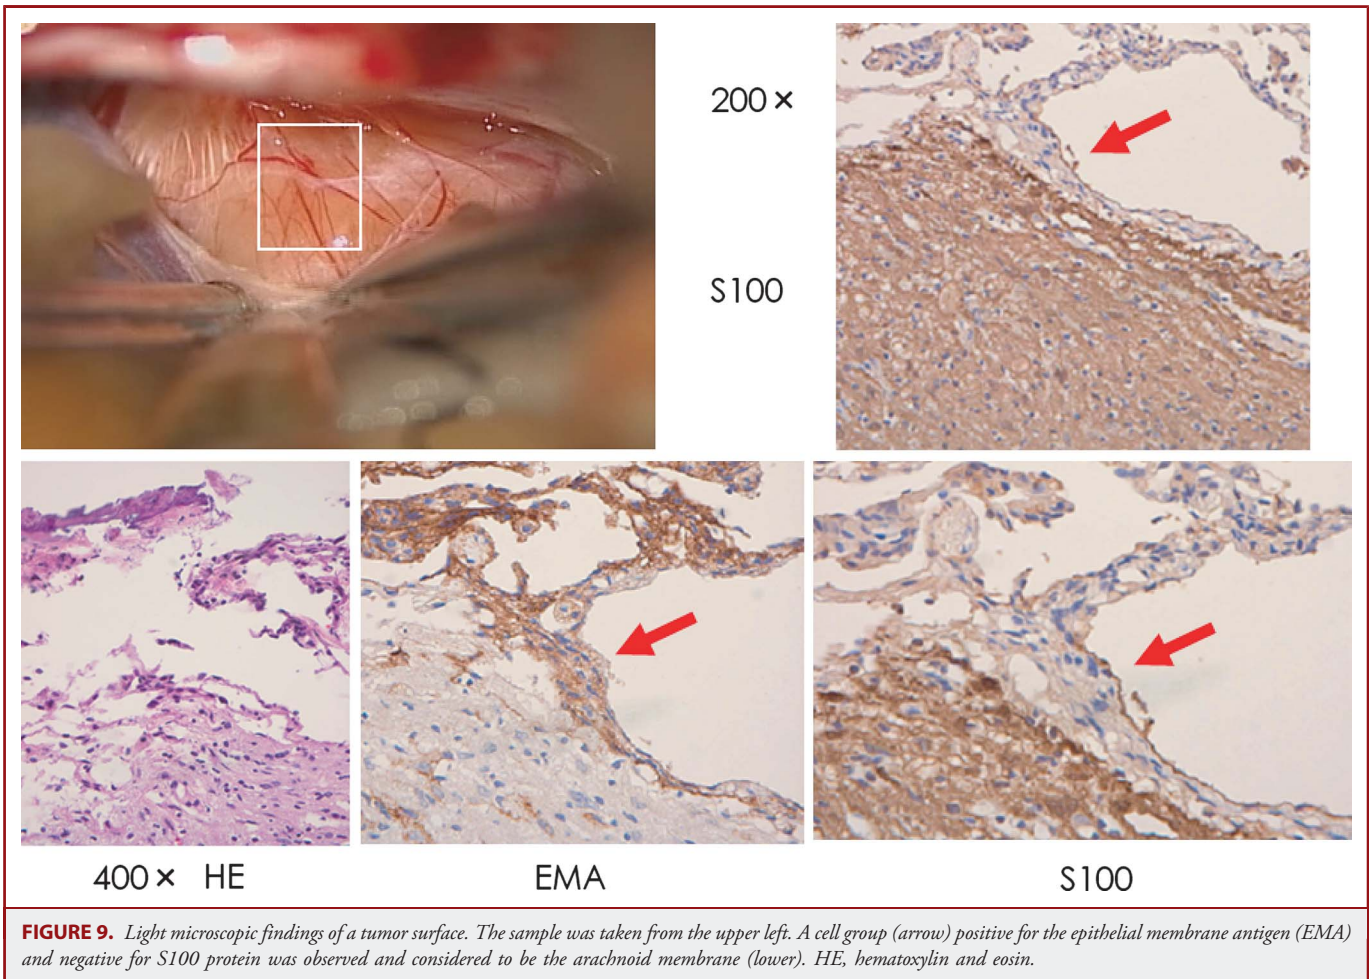 200 ×
S100
400 × HE
EMA
S100
FIGURE 9. Light microscopic findings of a tumor surface. The sample was taken from the upper left. A cell group (arrow) positive for the epithelial membrane antigen (EMA)
and negative for S100 protein was observed and considered to be the arachnoid membrane (lower). HE, hematoxylin and eosin.